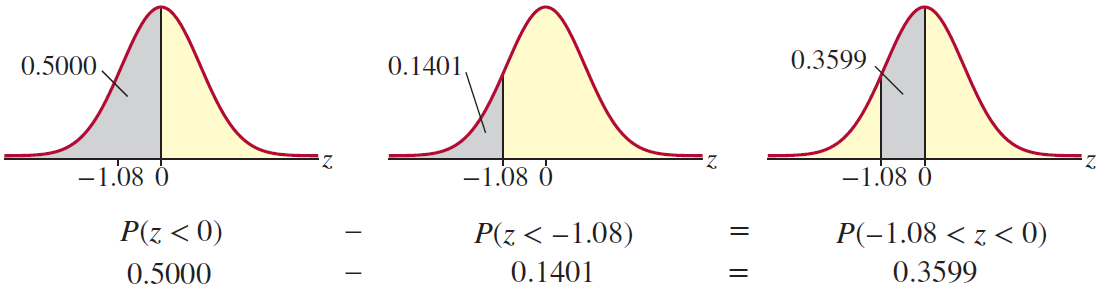 0.5000
−1.08 0
z
0.1401
−1.08 0
z
0.3599
−1.08 0
z
P(z < 0) − P(z < −1.08) = P(−1.08 < z < 0)
0.5000 − 0.1401 = 0.3599